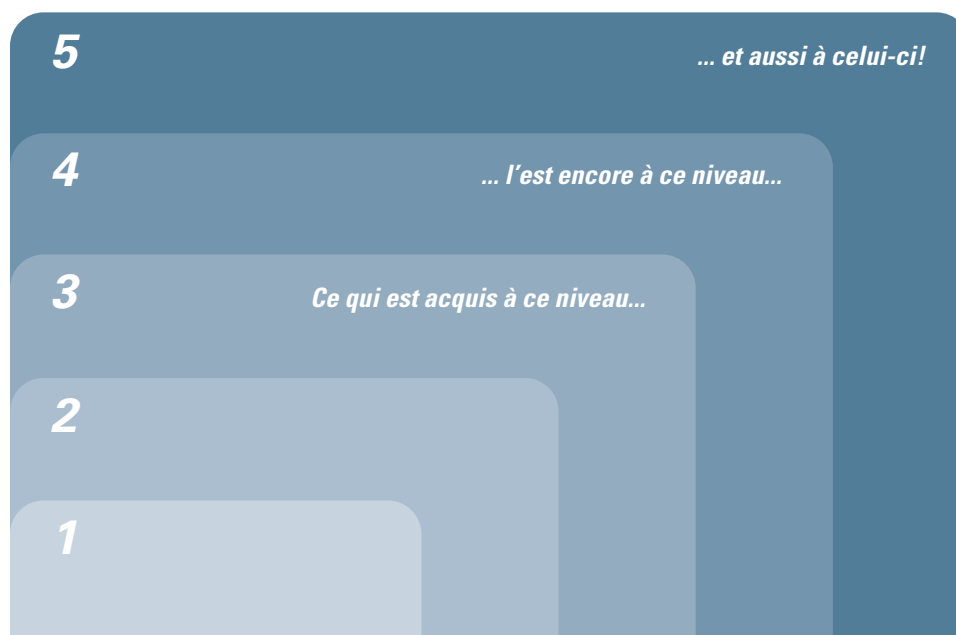 5
... et aussi à celui-ci!
4
... l’est encore à ce niveau...
3
Ce qui est acquis à ce niveau...
2
1